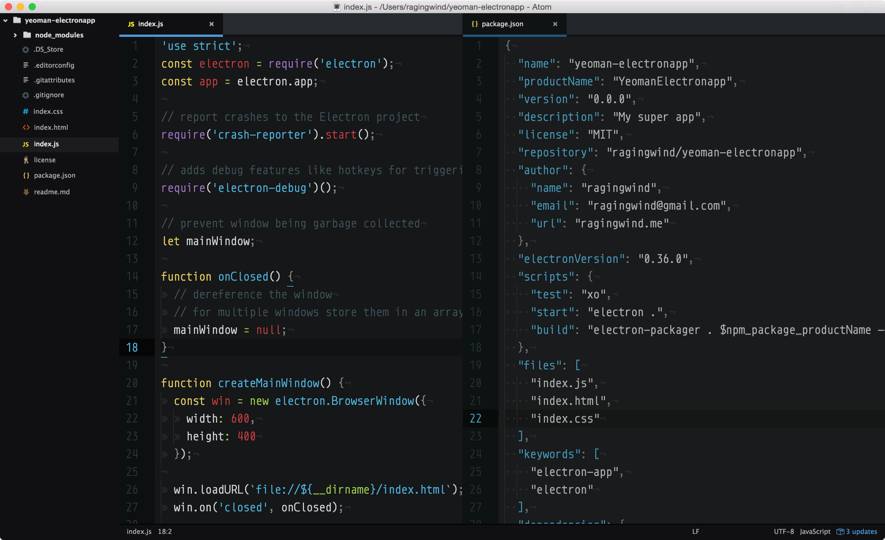 index.js - /Users/ragingwind/yeoman-electronapp - Atom
yeoman-electronapp
node_modules
.DS_Store
.editorconfig
.gitattributes
.gitignore
index.css
index.html
JS index.js
license
package.json
readme.md
JS index.js ×
1 'use strict';
2 const electron = require('electron');
3 const app = electron.app;
4
5 // report crashes to the Electron project
6 require('crash-reporter').start();
7
8 // adds debug features like hotkeys for triggeri
9 require('electron-debug')();
10
11 // prevent window being garbage collected
12 let mainWindow;
13
14 function onClosed() {
15 // dereference the window
16 // for multiple windows store them in an array
17 mainWindow = null;
18 }
19
20 function createMainWindow() {
21 const win = new electron.BrowserWindow({
22 width: 600,
23 height: 400
24 });
25
26 win.loadURL(`file://${__dirname}/index.html`);
27 win.on('closed', onClosed);
28
{} package.json ×
1 {
2 "name": "yeoman-electronapp",
3 "productName": "YeomanElectronapp",
4 "version": "0.0.0",
5 "description": "My super app",
6 "license": "MIT",
7 "repository": "ragingwind/yeoman-electronapp",
8 "author": {
9 "name": "ragingwind",
10 "email": "ragingwind@gmail.com",
11 "url": "ragingwind.me"
12 },
13 "electronVersion": "0.36.0",
14 "scripts": {
15 "test": "xo",
16 "start": "electron .",
17 "build": "electron-packager . $npm_package_productName -
18 },
19 "files": [
20 "index.js",
21 "index.html",
22 "index.css"
23 ],
24 "keywords": [
25 "electron-app",
26 "electron"
27 ],
28
index.js 18:2
LF UTF-8 JavaScript 3 updates